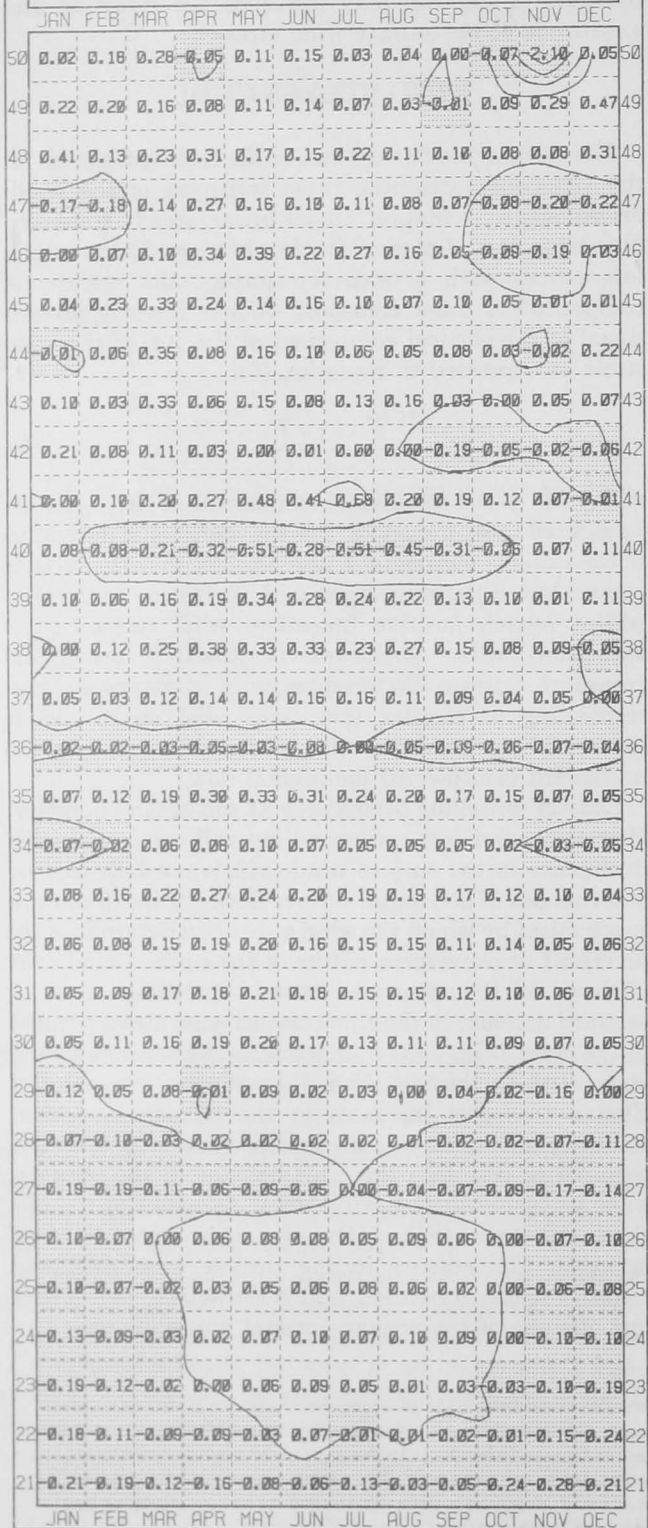 JAN FEB MAR APR MAY JUN JUL AUG SEP OCT NOV DEC
50 0.02 0.18 0.28 -0.05 0.11 0.15 0.03 0.04 0.00 -0.07 -2.10 0.05 50
49 0.22 0.20 0.16 0.08 0.11 0.14 0.07 0.03 -0.01 0.09 0.29 0.47 49
48 0.41 0.13 0.23 0.31 0.17 0.15 0.22 0.11 0.10 0.08 0.08 0.31 48
47 -0.17 -0.18 0.14 0.27 0.16 0.10 0.11 0.08 0.07 -0.08 -0.20 -0.22 47
46 -0.00 0.07 0.10 0.34 0.39 0.22 0.27 0.16 0.05 -0.09 -0.19 0.03 46
45 0.04 0.23 0.33 0.24 0.14 0.16 0.10 0.07 0.10 0.05 0.01 0.01 45
44 -0.01 0.06 0.35 0.08 0.16 0.10 0.06 0.05 0.08 0.03 -0.02 0.22 44
43 0.10 0.03 0.33 0.06 0.15 0.08 0.13 0.16 0.03 0.00 0.05 0.07 43
42 0.21 0.08 0.11 0.03 0.00 0.01 0.00 0.00 -0.19 -0.05 -0.02 -0.06 42
41 0.00 0.10 0.20 0.27 0.48 0.41 0.20 0.19 0.12 0.07 -0.01 41
40 0.08 -0.08 -0.21 -0.32 -0.51 -0.28 -0.51 -0.45 -0.31 -0.05 0.07 0.11 40
39 0.10 0.06 0.16 0.19 0.34 0.28 0.24 0.22 0.13 0.10 0.01 0.11 39
38 0.00 0.12 0.25 0.38 0.33 0.33 0.23 0.27 0.15 0.08 0.09 -0.05 38
37 0.05 0.03 0.12 0.14 0.14 0.16 0.16 0.11 0.09 0.04 0.05 0.00 37
36 -0.02 -0.02 -0.03 -0.05 -0.03 -0.08 0.00 -0.05 -0.09 -0.06 -0.07 -0.04 36
35 0.07 0.12 0.19 0.30 0.33 0.31 0.24 0.20 0.17 0.15 0.07 0.05 35
34 -0.07 -0.02 0.06 0.08 0.10 0.07 0.05 0.05 0.05 0.02 -0.03 -0.05 34
33 0.08 0.16 0.22 0.27 0.24 0.20 0.19 0.19 0.17 0.12 0.10 0.04 33
32 0.06 0.08 0.15 0.19 0.20 0.16 0.15 0.15 0.11 0.14 0.05 0.06 32
31 0.05 0.09 0.17 0.18 0.21 0.18 0.15 0.15 0.12 0.10 0.06 0.01 31
30 0.05 0.11 0.16 0.19 0.20 0.17 0.13 0.11 0.11 0.09 0.07 0.05 30
29 -0.12 0.05 0.08 -0.01 0.09 0.02 0.03 0.00 0.04 -0.02 -0.16 0.00 29
28 -0.07 -0.10 -0.03 0.02 0.02 0.02 0.02 0.01 -0.02 -0.02 -0.07 -0.11 28
27 -0.19 -0.19 -0.11 -0.06 -0.09 -0.05 0.00 -0.04 -0.07 -0.09 -0.17 -0.14 27
26 -0.10 -0.07 0.00 0.06 0.08 0.08 0.05 0.09 0.06 0.00 -0.07 -0.10 26
25 -0.10 -0.07 -0.02 0.03 0.05 0.06 0.08 0.06 0.02 0.00 -0.06 -0.08 25
24 -0.13 -0.09 -0.03 0.02 0.07 0.10 0.07 0.10 0.09 0.00 -0.10 -0.10 24
23 -0.19 -0.12 -0.02 0.00 0.06 0.09 0.05 0.01 0.03 -0.03 -0.10 -0.19 23
22 -0.18 -0.11 -0.09 -0.09 -0.03 0.07 -0.01 0.01 -0.02 -0.01 -0.15 -0.24 22
21 -0.21 -0.19 -0.12 -0.16 -0.08 -0.06 -0.13 -0.03 -0.05 -0.24 -0.28 -0.21 21
JAN FEB MAR APR MAY JUN JUL AUG SEP OCT NOV DEC